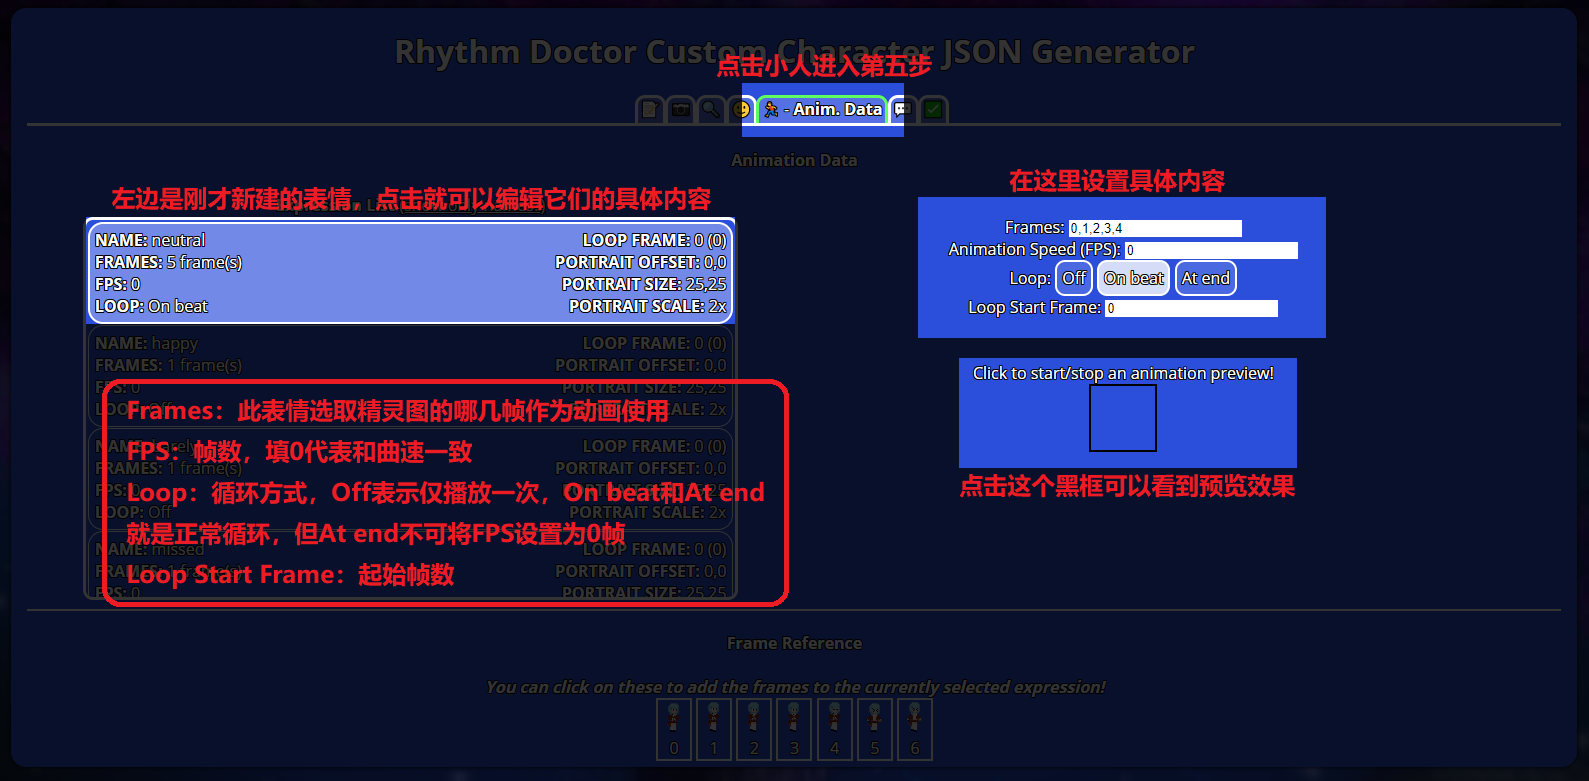 Rhythm Doctor Custom Character JSON Generator
点击小人进入第五步
- Anim. Data
Animation Data
左边是刚才新建的表情，点击就可以编辑它们的具体内容
NAME: neutral
LOOP FRAME: 0 (0)
FRAMES: 5 frame(s)
PORTRAIT OFFSET: 0,0
FPS: 0
PORTRAIT SIZE: 25,25
LOOP: On beat
PORTRAIT SCALE: 2x
NAME: happy
LOOP FRAME: 0 (0)
FRAMES: 1 frame(s)
PORTRAIT OFFSET: 0,0
FPS: 0
PORTRAIT SIZE: 25,25
LOOP: Off
PORTRAIT SCALE: 2x
Frames：此表情选取精灵图的哪几帧作为动画使用
NAME: barely
LOOP FRAME: 0 (0)
FPS：帧数，填0代表和曲速一致
FRAMES: 1 frame(s)
PORTRAIT OFFSET: 0,0
FPS: 0
PORTRAIT SIZE: 25,25
Loop：循环方式，Off表示仅播放一次，On beat和At end
LOOP: Off
PORTRAIT SCALE: 2x
就是正常循环，但At end不可将FPS设置为0帧
NAME: missed
LOOP FRAME: 0 (0)
FRAMES: 1 frame(s)
PORTRAIT OFFSET: 0,0
Loop Start Frame：起始帧数
FPS: 0
PORTRAIT SIZE: 25,25
在这里设置具体内容
Frames: 0,1,2,3,4
Animation Speed (FPS): 0
Loop: Off On beat At end
Loop Start Frame: 0
Click to start/stop an animation preview!
点击这个黑框可以看到预览效果
Frame Reference
You can click on these to add the frames to the currently selected expression!
0 1 2 3 4 5 6